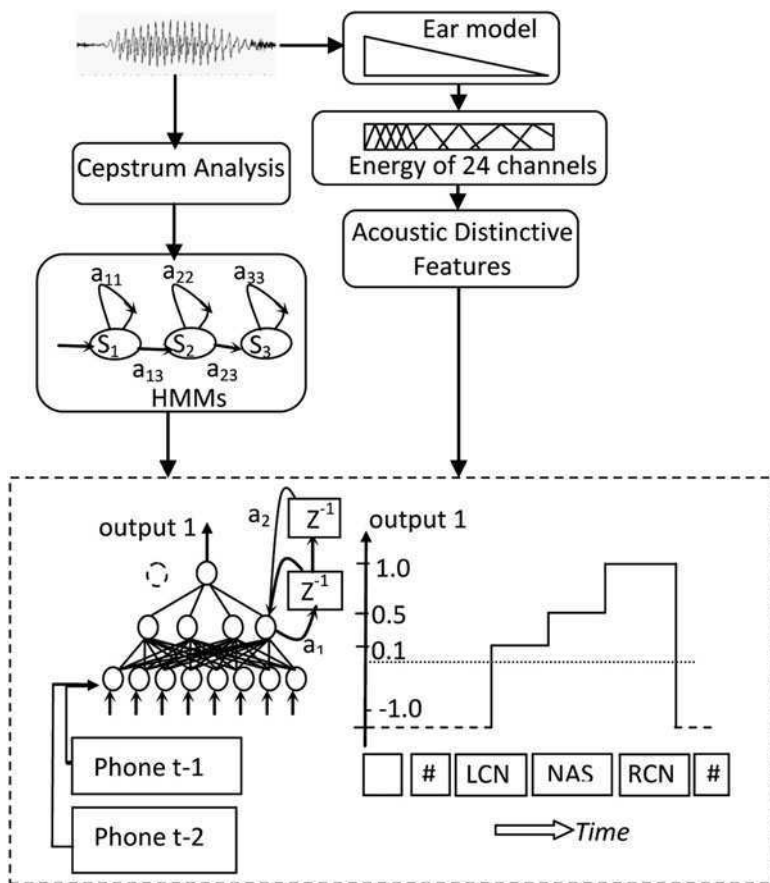 Ear model
Energy of 24 channels
Cepstrum Analysis
Acoustic Distinctive
Features
a11 a22 a33
S1 S2 S3
a13 a23
HMMs
output 1
a2
Z-1
Z-1
a1
Phone t-1
Phone t-2
output 1
1.0
0.5
0.1
-1.0
# LCN NAS RCN #
Time